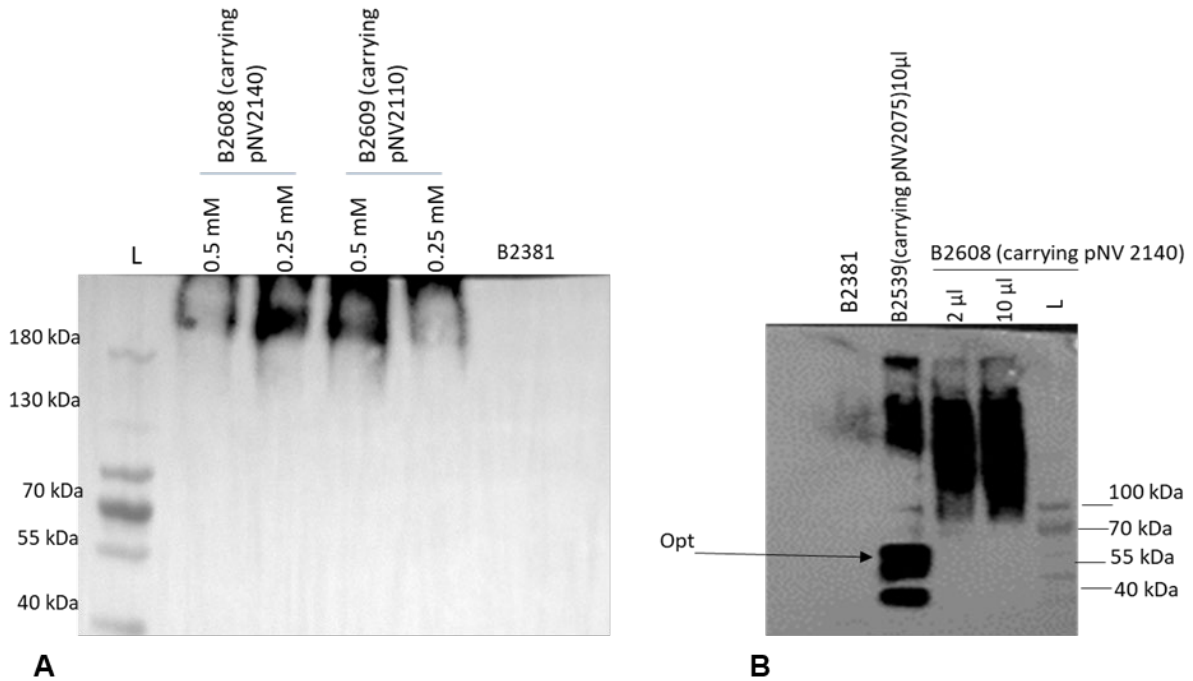 B2608 (carrying
pNV2140)
B2609 (carrying
pNV2110)
L
0.5 mM
0.25 mM
0.5 mM
0.25 mM
B2381
180 kDa
130 kDa
70 kDa
55 kDa
40 kDa
A
B2381
B2539(carrying pNV2075)10µl
B2608 (carrying pNV 2140)
2 µl
10 µl
L
100 kDa
70 kDa
55 kDa
40 kDa
Opt
B